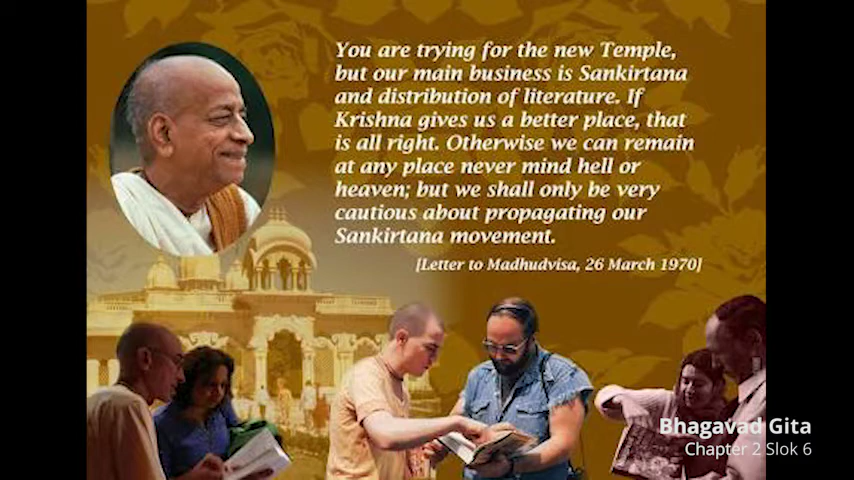 You are trying for the new Temple,
but our main business is Sankirtana
and distribution of literature. If
Krishna gives us a better place, that
is all right. Otherwise we can remain
at any place never mind hell or
heaven; but we shall only be very
cautious about propagating our
Sankirtana movement.
[Letter to Madhudvisa, 26 March 1970]
Bhagavad Gita
Chapter 2 Slok 6